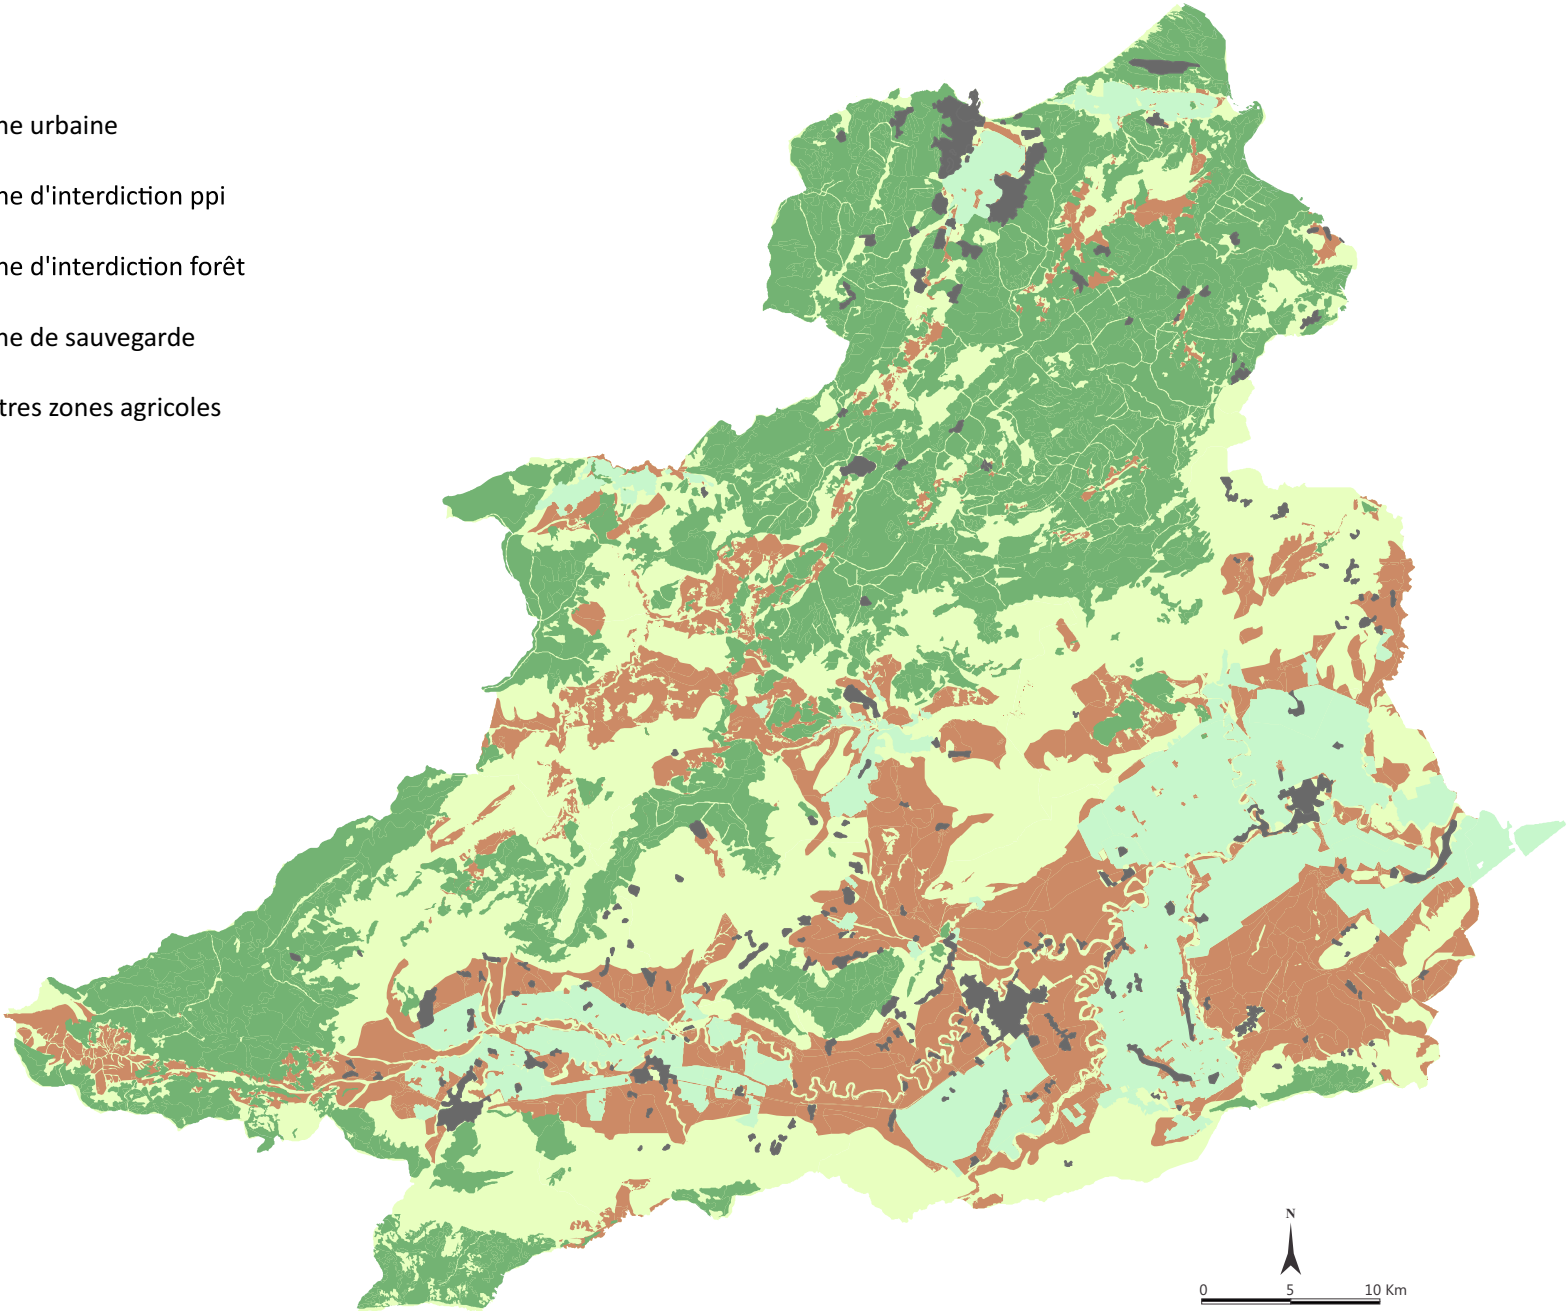 ne urbaine
ne d'interdiction ppi
ne d'interdiction forêt
ne de sauvegarde
tres zones agricoles
N
0 5 10 Km